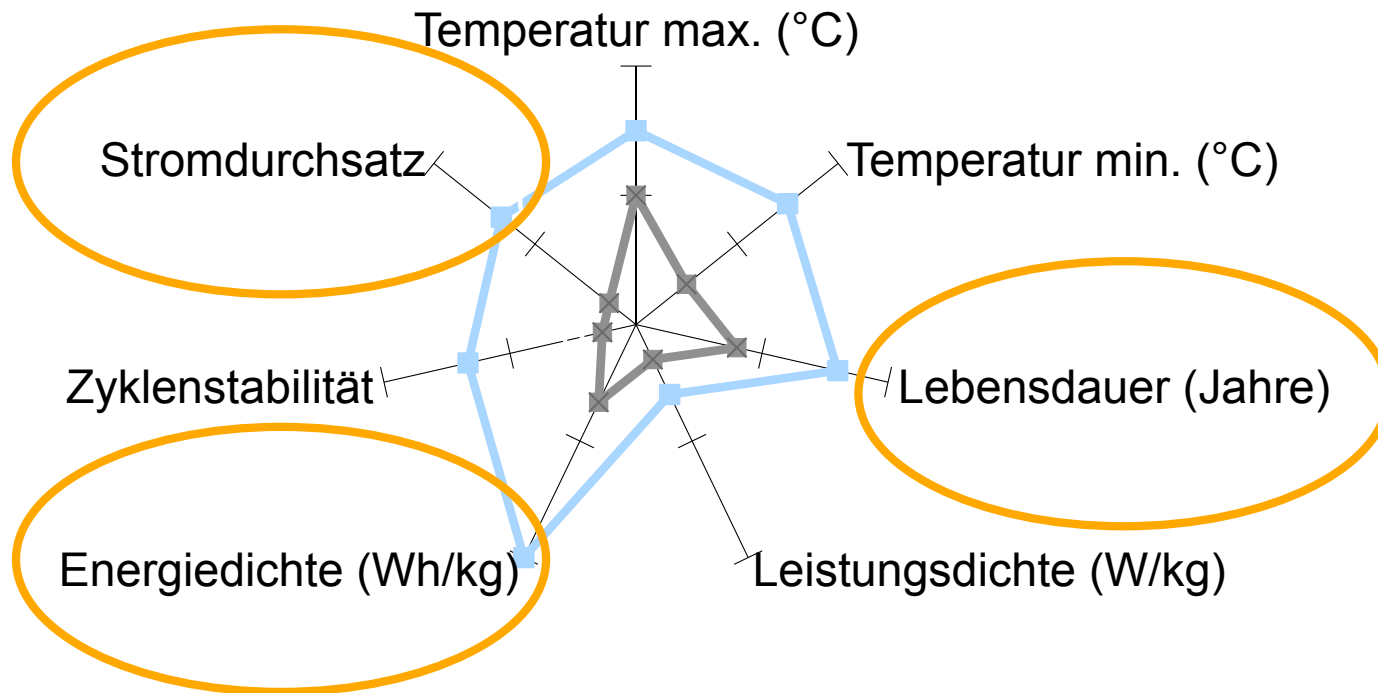 Temperatur max. (°C)
Stromdurchsatz
Temperatur min. (°C)
Zyklenstabilität
Lebensdauer (Jahre)
Energiedichte (Wh/kg)
Leistungsdichte (W/kg)